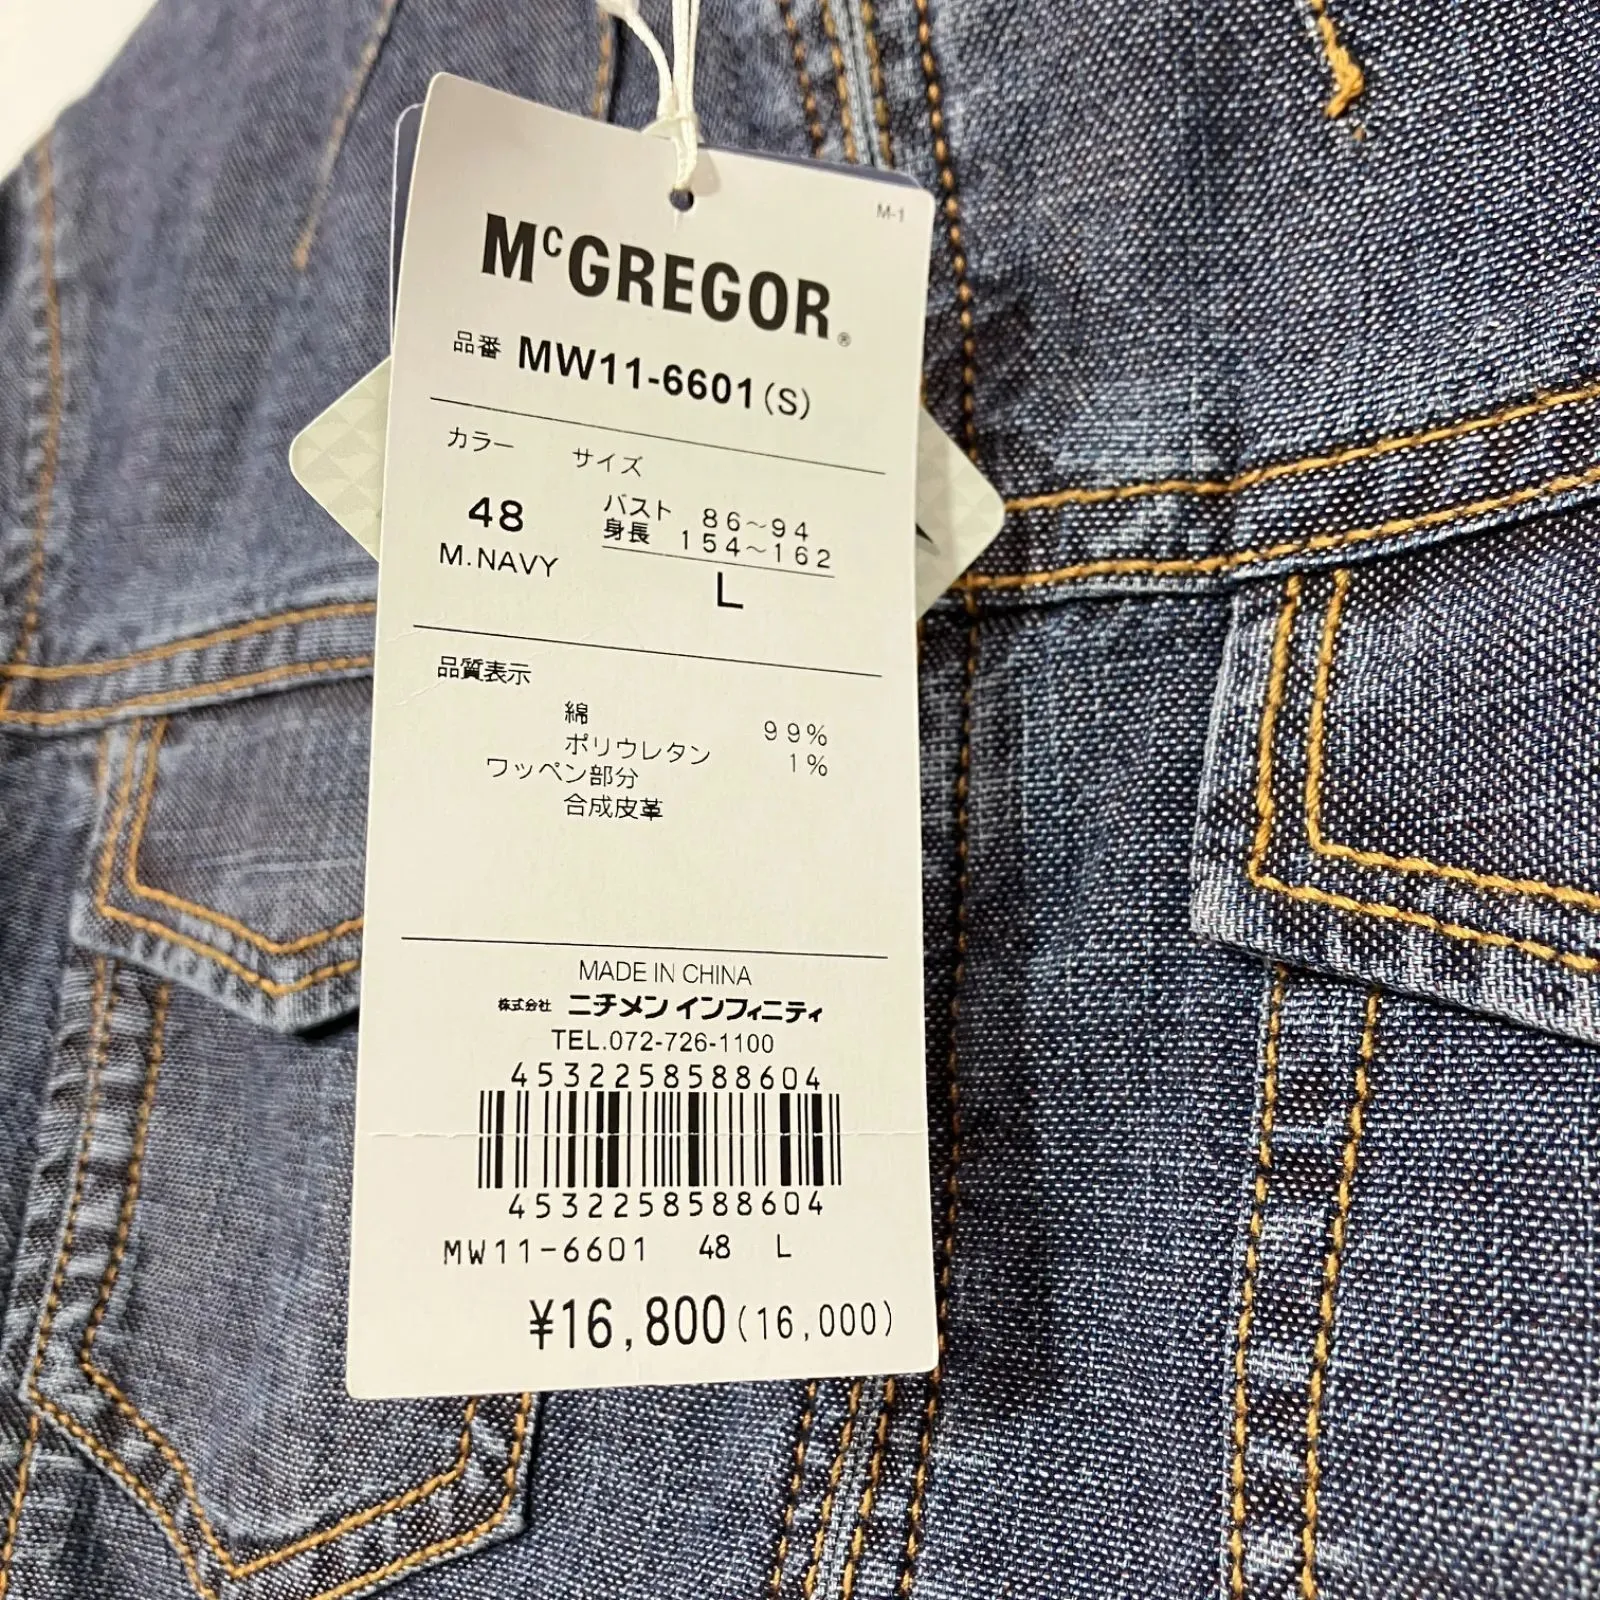 M-1
McGREGOR®
品番 MW11-6601(S)
カラー サイズ
48 バスト 86~94
身長 154~162
M.NAVY L
品質表示
綿 99%
ポリウレタン 1%
ワッペン部分
合成皮革
MADE IN CHINA
株式会社 ニチメン インフィニティ
TEL.072-726-1100
4532258588604
4532258588604
MW11-6601 48 L
¥16,800(16,000)